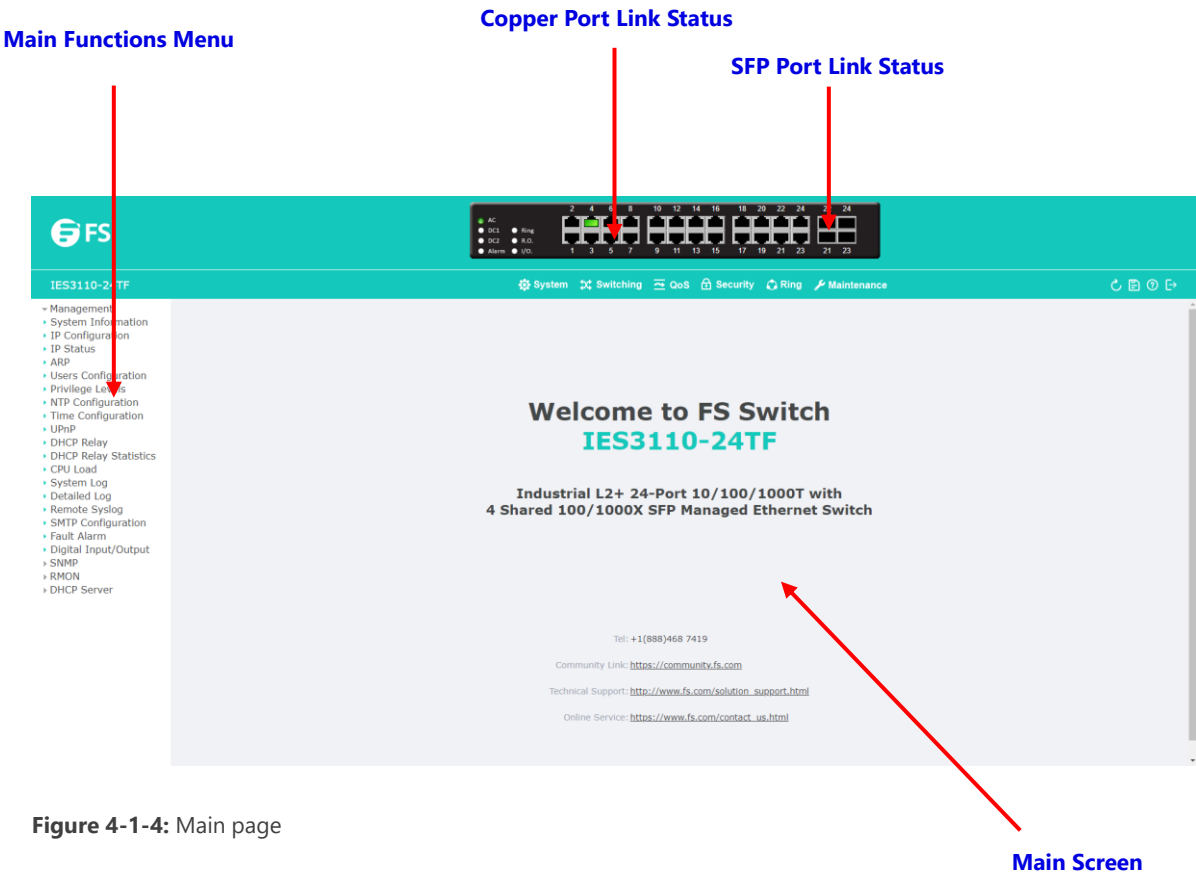 Copper Port Link Status
Main Functions Menu
SFP Port Link Status
FS
AC
DC1 Ring
DC2 R.O.
Alarm I/O.
2 4 6 8 10 12 14 16 18 20 22 24 22 24
1 3 5 7 9 11 13 15 17 19 21 23 21 23
IES3110-24TF
System Switching QoS Security Ring Maintenance
Management
System Information
IP Configuration
IP Status
ARP
Users Configuration
Privilege Levels
NTP Configuration
Time Configuration
UPnP
DHCP Relay
DHCP Relay Statistics
CPU Load
System Log
Detailed Log
Remote Syslog
SMTP Configuration
Fault Alarm
Digital Input/Output
SNMP
RMON
DHCP Server
Welcome to FS Switch
IES3110-24TF
Industrial L2+ 24-Port 10/100/1000T with
4 Shared 100/1000X SFP Managed Ethernet Switch
Tel: +1(888)468 7419
Community Link: https://community.fs.com
Technical Support: http://www.fs.com/solution_support.html
Online Service: https://www.fs.com/contact_us.html
Figure 4-1-4: Main page
Main Screen